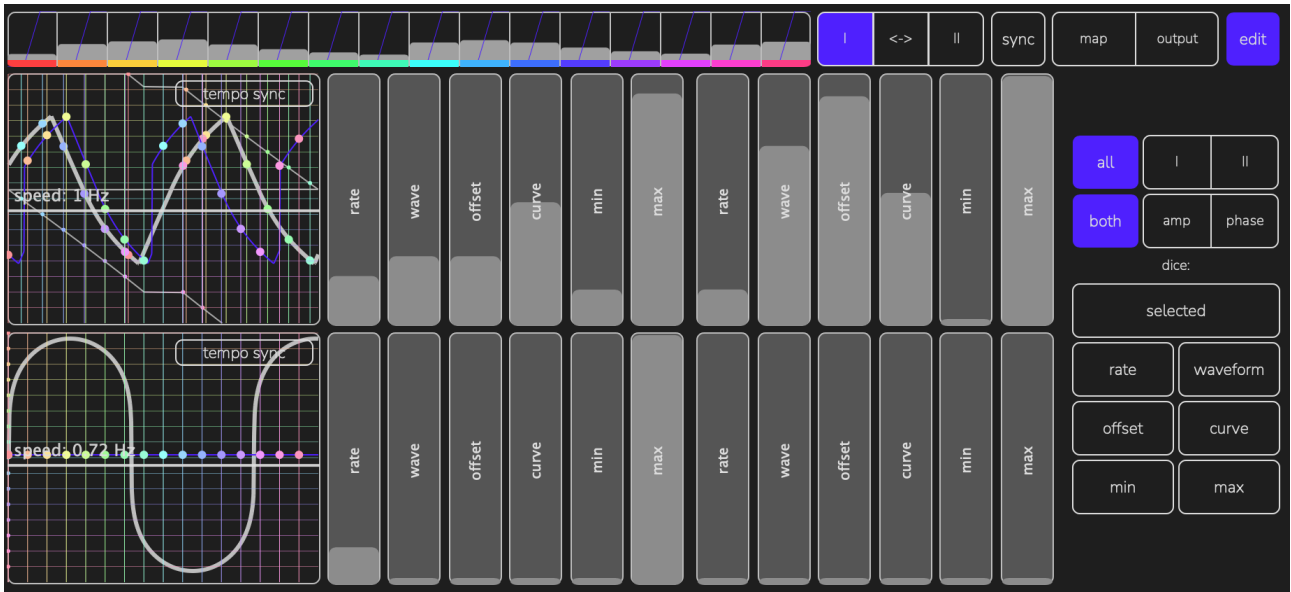 I <-> II sync map output edit
tempo sync
speed: 1 Hz
rate wave offset curve min max rate wave offset curve min max
all I II
both amp phase
dice:
selected
tempo sync
speed: 0.72 Hz
rate wave offset curve min max rate wave offset curve min max
rate waveform
offset curve
min max